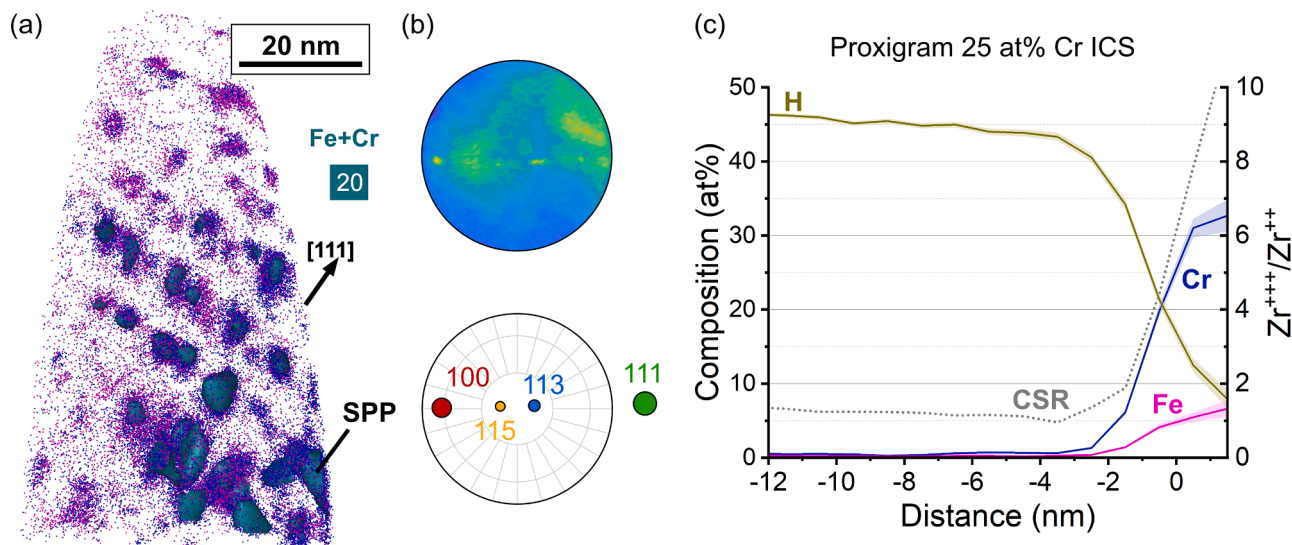 (a)
20 nm
Fe+Cr
20
[111]
SPP
(b)
100
113
111
115
(c)
Proxigram 25 at% Cr ICS
Composition (at%)
50
40
30
20
10
0
H
Cr
CSR
Fe
10
8
6
4
2
0
Zr+++/Zr++
-12
-10
-8
-6
-4
-2
0
Distance (nm)